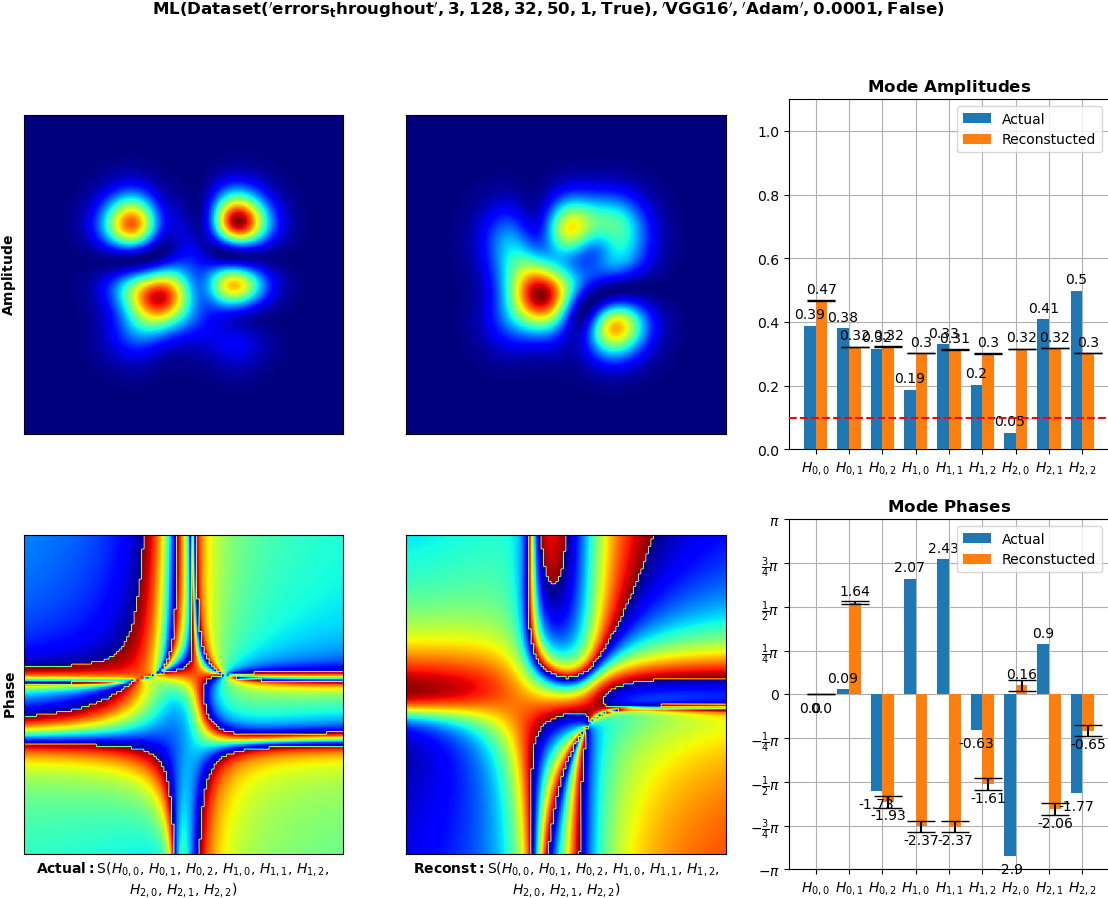 ML(Dataset('errors_throughout', 3, 128, 32, 50, 1, True), 'VGG16', 'Adam', 0.0001, False)
Mode Amplitudes
Actual
Reconstucted
1.0
0.8
0.6
0.4
0.2
0.0
0.39 0.38 0.32 0.19 0.33 0.2 0.05 0.41 0.5
0.47 0.32 0.32 0.3 0.31 0.3 0.32 0.32 0.3
H0,0 H0,1 H0,2 H1,0 H1,1 H1,2 H2,0 H2,1 H2,2
Amplitude
Mode Phases
Actual
Reconstucted
π
3/4π
1/2π
1/4π
0
−1/4π
−1/2π
−3/4π
−π
0.0 0.09 -1.73 2.07 2.43 -0.63 -2.9 0.9 -1.77
0.0 1.64 -1.93 -2.37 -2.37 -1.61 0.16 -2.06 -0.65
H0,0 H0,1 H0,2 H1,0 H1,1 H1,2 H2,0 H2,1 H2,2
Phase
Actual: S(H0,0, H0,1, H0,2, H1,0, H1,1, H1,2,
H2,0, H2,1, H2,2)
Reconst: S(H0,0, H0,1, H0,2, H1,0, H1,1, H1,2,
H2,0, H2,1, H2,2)